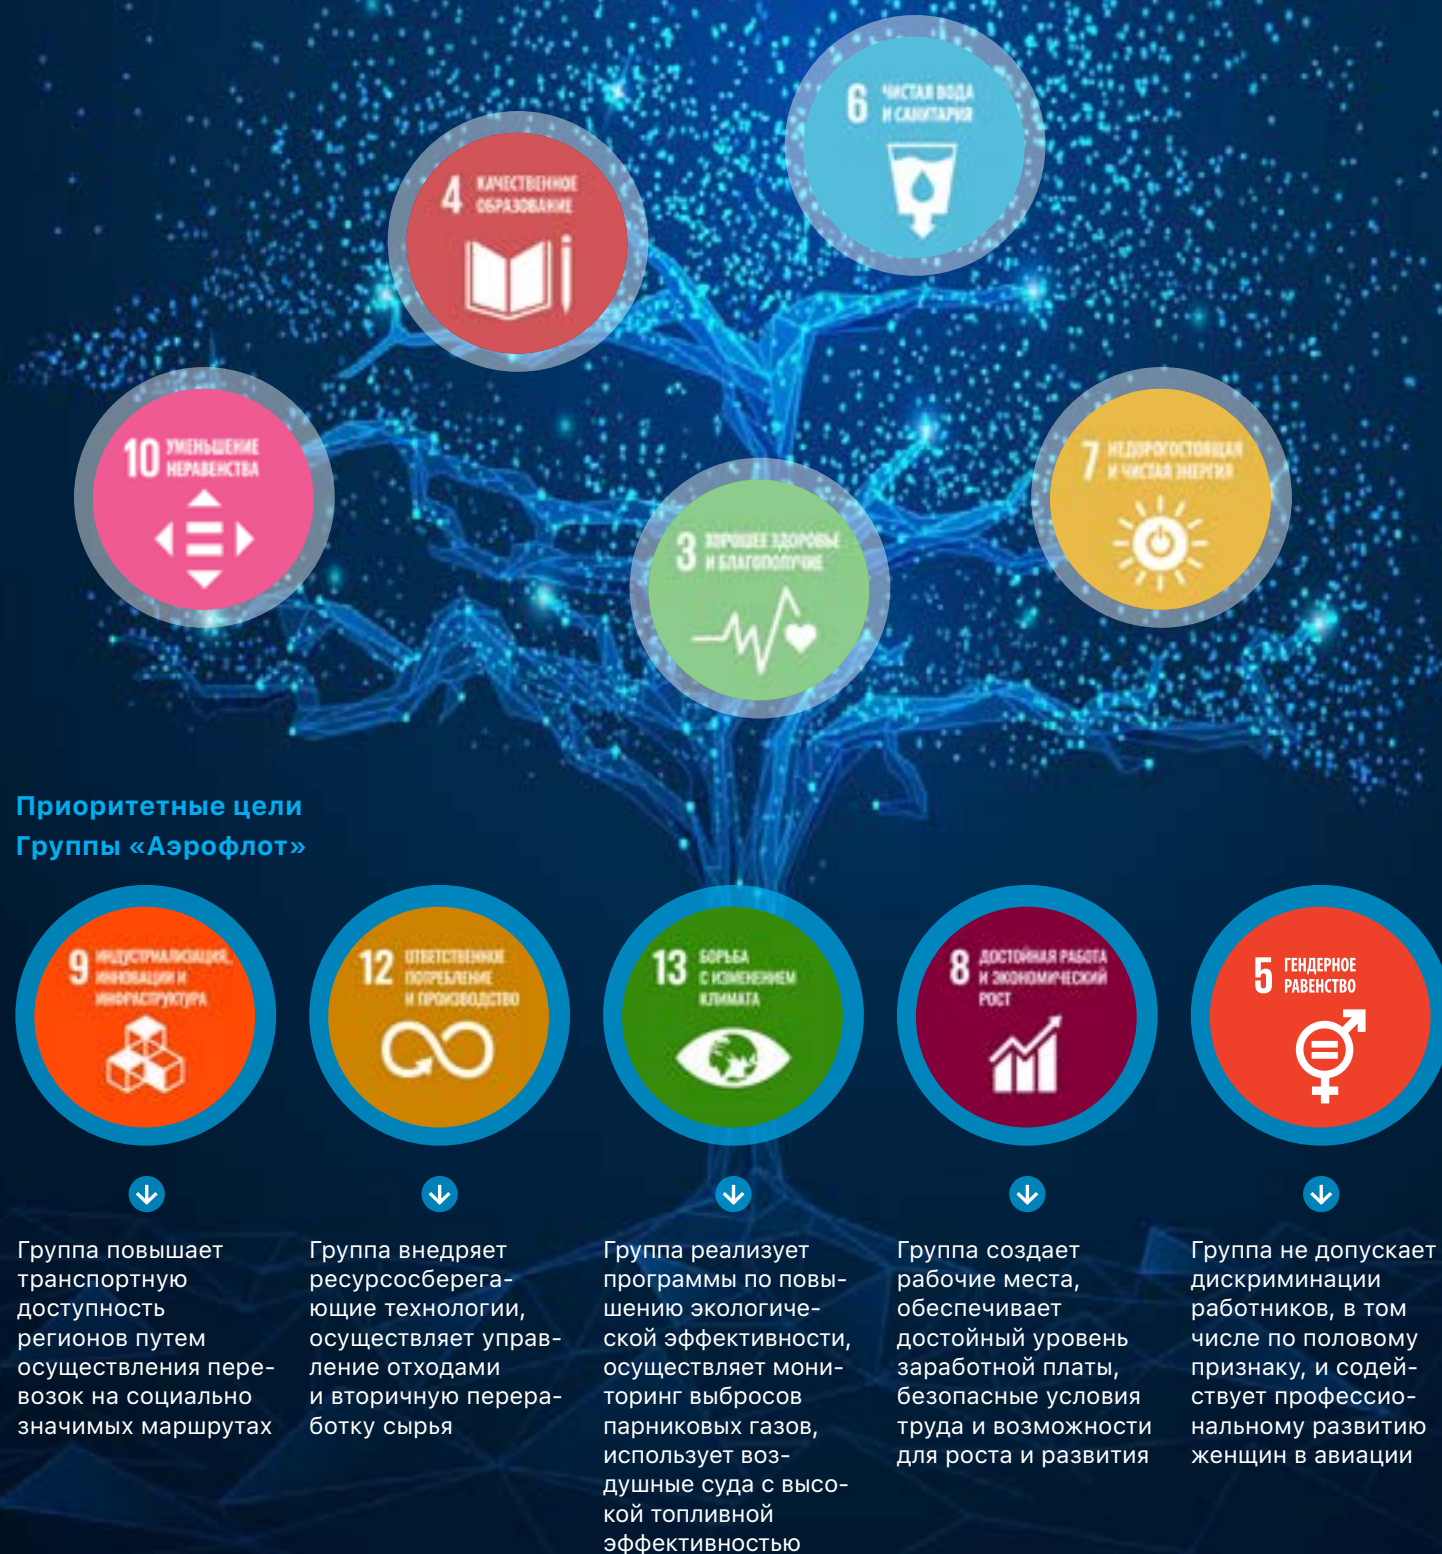 6 ЧИСТАЯ ВОДА
И САНИТАРИЯ
4 КАЧЕСТВЕННОЕ
ОБРАЗОВАНИЕ
10 УМЕНЬШЕНИЕ
НЕРАВЕНСТВА
7 НЕДОРОГОСТОЯЩАЯ
И ЧИСТАЯ ЭНЕРГИЯ
3 ХОРОШЕЕ ЗДОРОВЬЕ
И БЛАГОПОЛУЧИЕ
Приоритетные цели
Группы «Аэрофлот»
9 ИНДУСТРИАЛИЗАЦИЯ,
ИННОВАЦИИ И
ИНФРАСТРУКТУРА
12 ОТВЕТСТВЕННОЕ
ПОТРЕБЛЕНИЕ
И ПРОИЗВОДСТВО
13 БОРЬБА
С ИЗМЕНЕНИЕМ
КЛИМАТА
8 ДОСТОЙНАЯ РАБОТА
И ЭКОНОМИЧЕСКИЙ
РОСТ
5 ГЕНДЕРНОЕ
РАВЕНСТВО
Группа повышает
транспортную
доступность
регионов путем
осуществления пере-
возок на социально
значимых маршрутах
Группа внедряет
ресурсосберега-
ющие технологии,
осуществляет управ-
ление отходами
и вторичную перера-
ботку сырья
Группа реализует
программы по повы-
шению экологиче-
ской эффективности,
осуществляет мони-
торинг выбросов
парниковых газов,
использует воз-
душные суда с высо-
кой топливной
эффективностью
Группа создает
рабочие места,
обеспечивает
достойный уровень
заработной платы,
безопасные условия
труда и возможности
для роста и развития
Группа не допускает
дискриминации
работников, в том
числе по половому
признаку, и содей-
ствует профессио-
нальному развитию
женщин в авиации